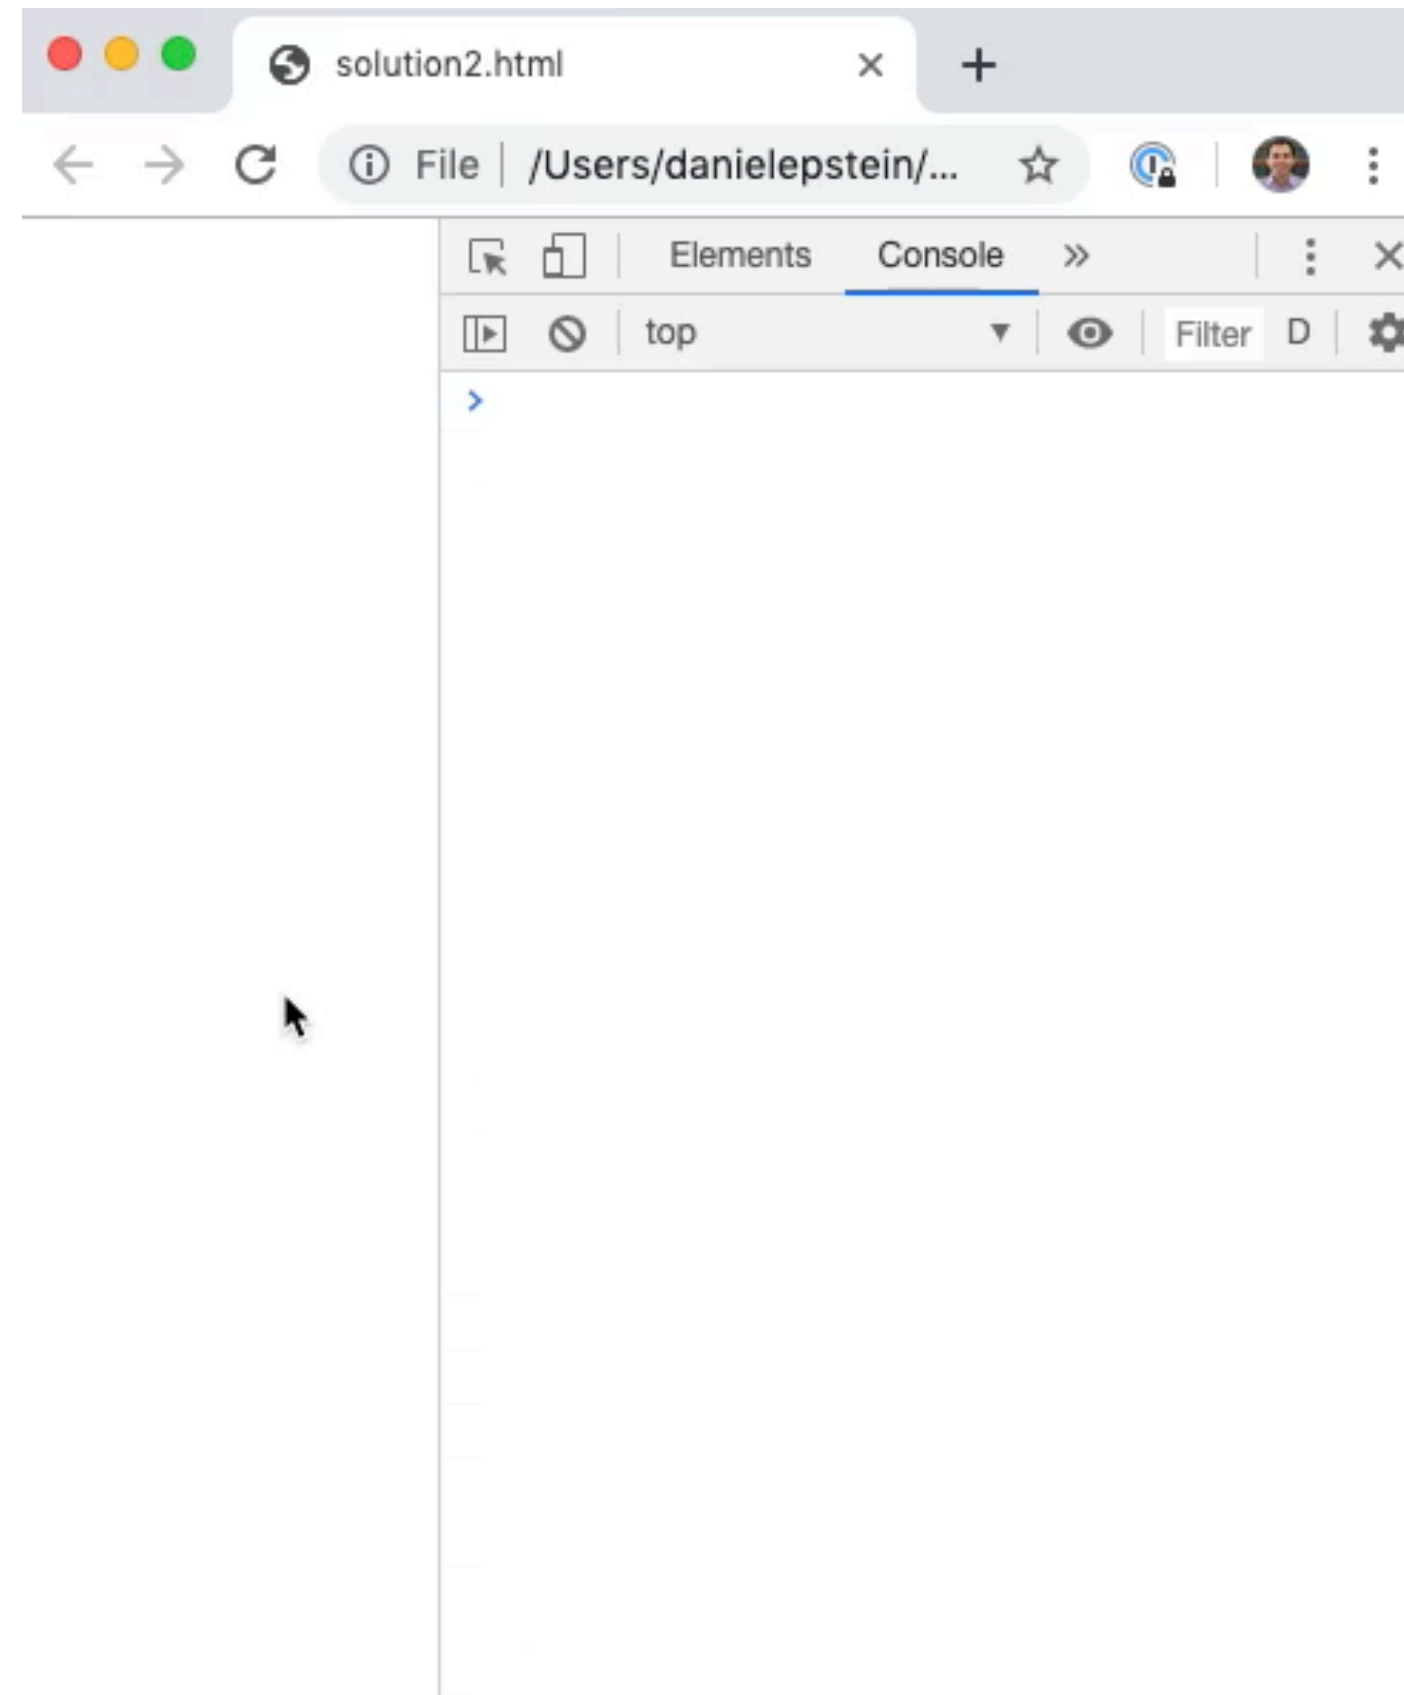 solution2.html
File /Users/danielepstein/...
Elements Console
top Filter D